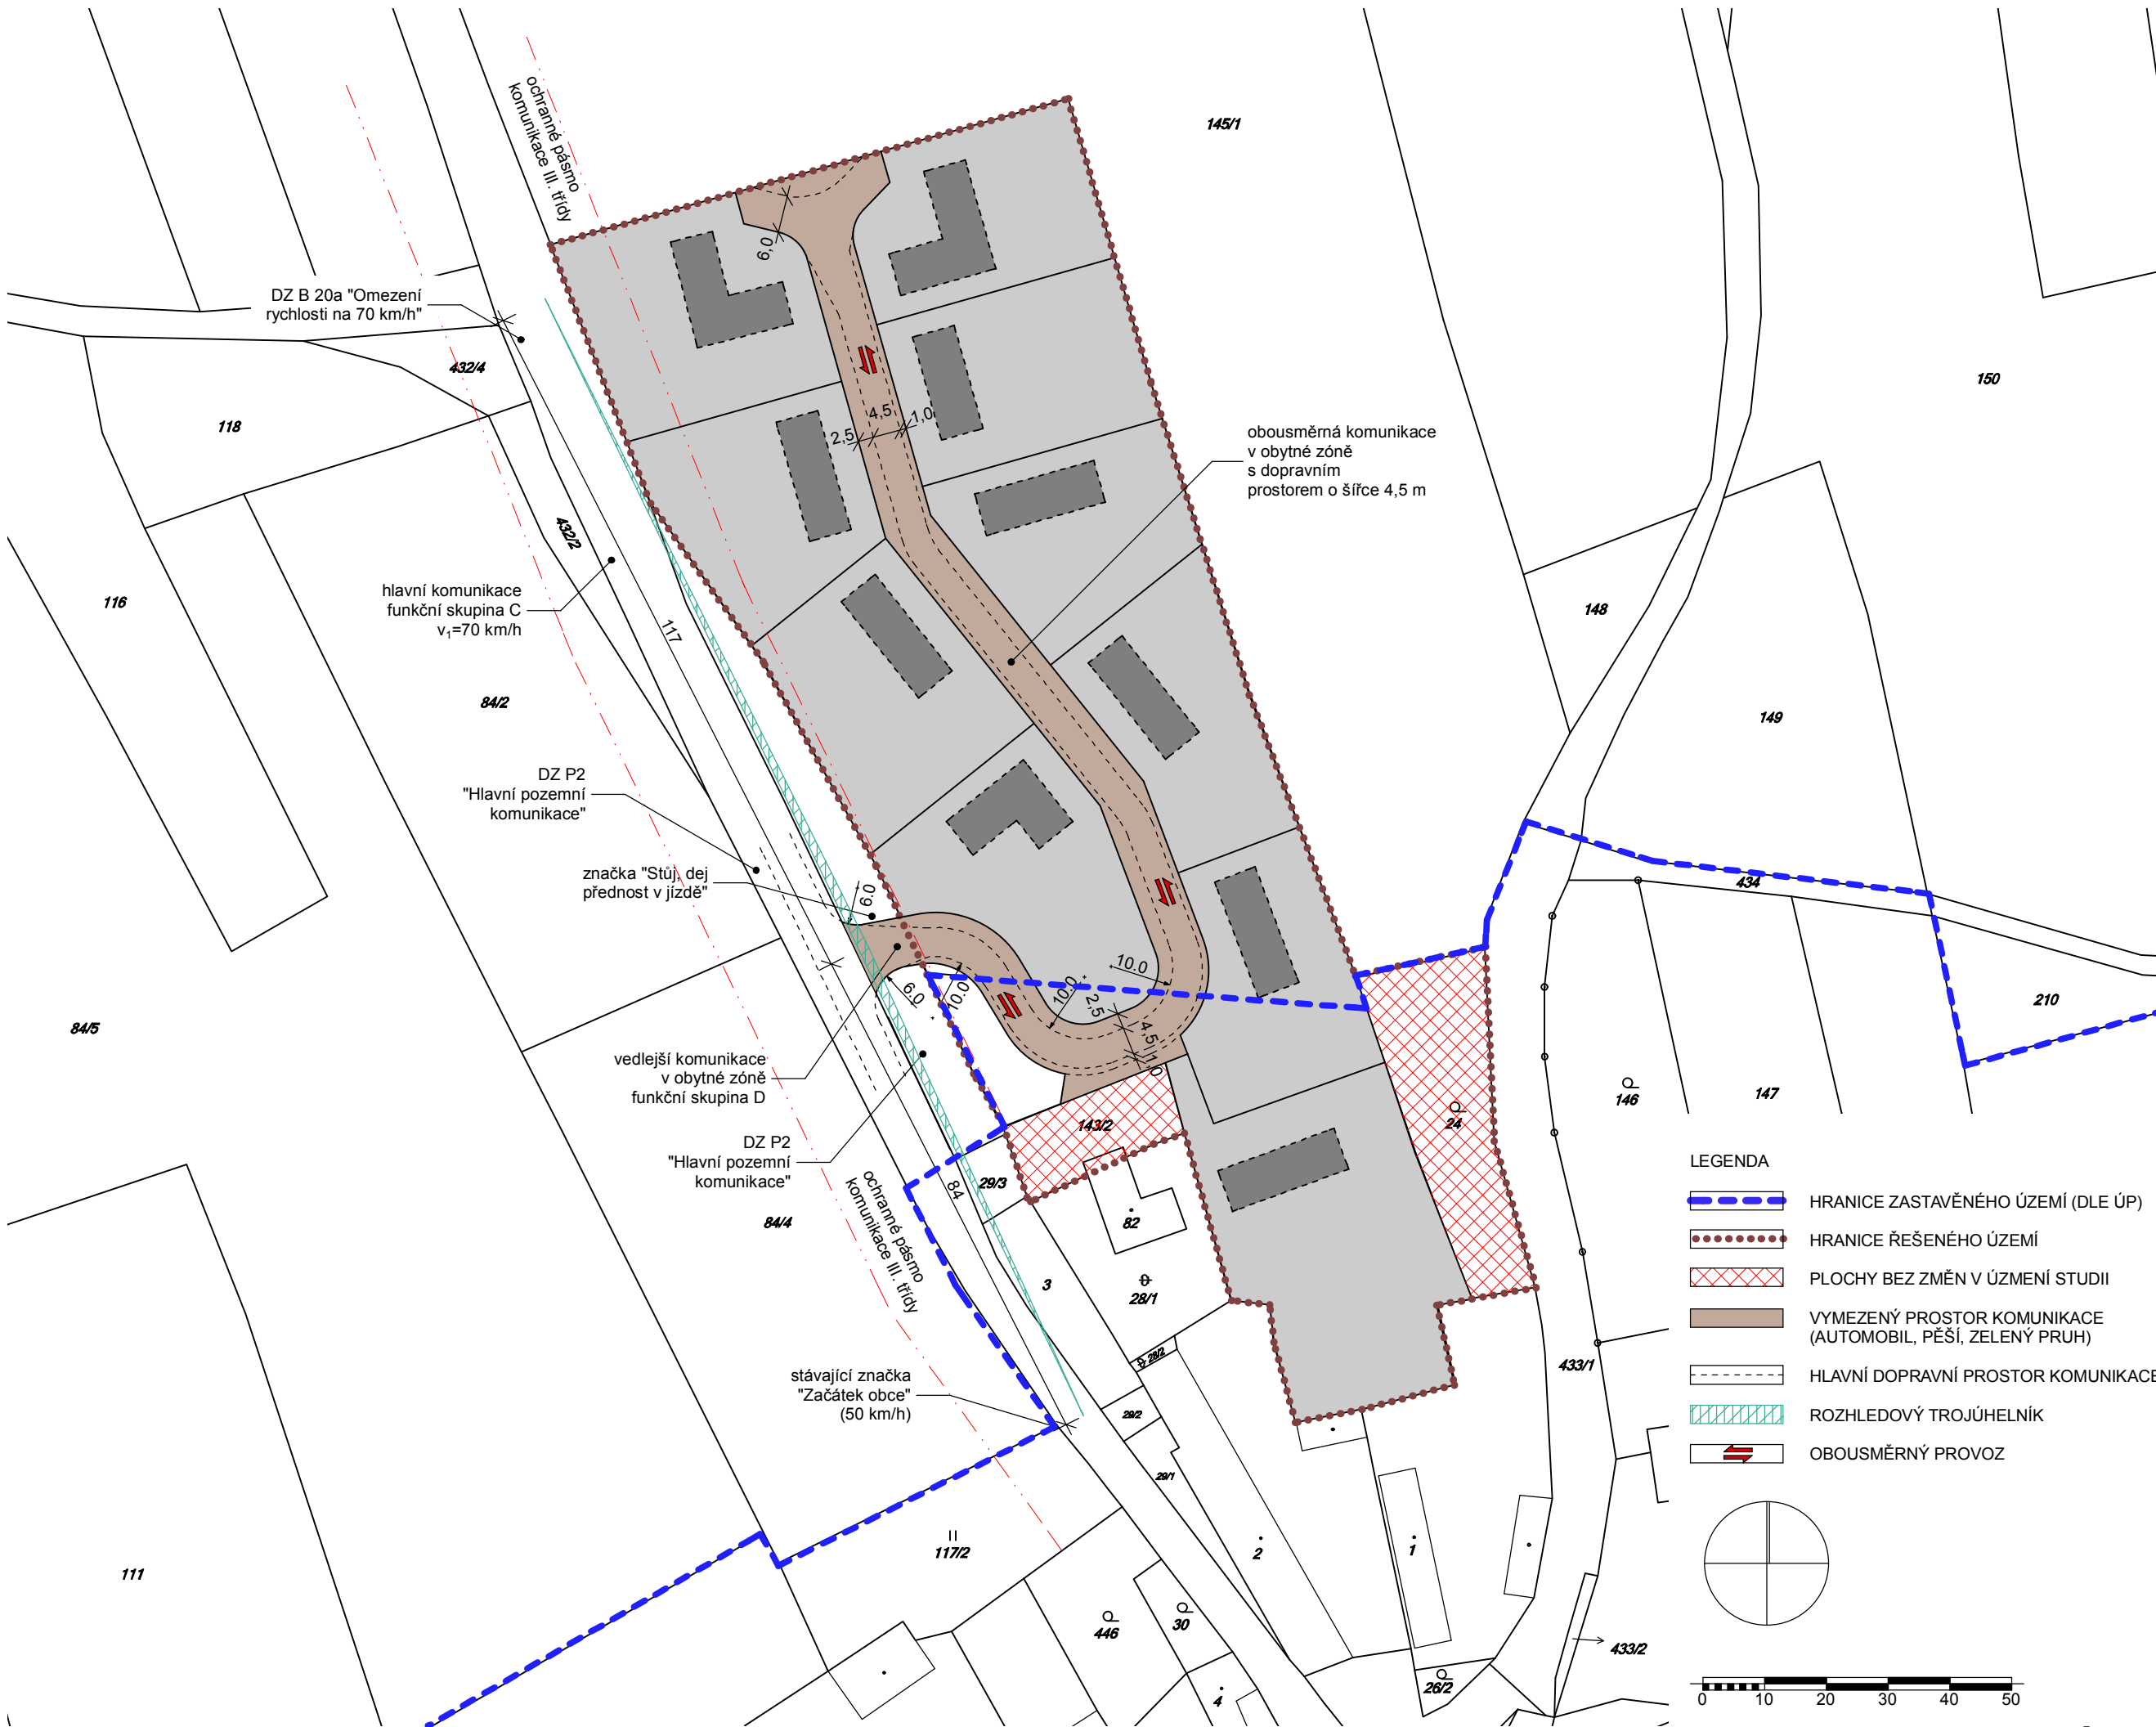 ochranné pásmo
komunikace III. třídy
145/1
6,0
DZ B 20a "Omezení
rychlosti na 70 km/h"
432/4
118
150
4,5
1,0
2,5
obousměrná komunikace
v obytné zóně
s dopravním
prostorem o šířce 4,5 m
432/2
hlavní komunikace
funkční skupina C
v₁=70 km/h
116
117
148
84/2
149
DZ P2
"Hlavní pozemní
komunikace"
značka "Stůj, dej
přednost v jízdě"
6.0
434
10.0
6.0
10.0
10.0
2,5
4,5
1,0
84/5
210
vedlejší komunikace
v obytné zóně
funkční skupina D
146
147
24
143/2
DZ P2
"Hlavní pozemní
komunikace"
29/3
84
ochranné pásmo
komunikace III. třídy
84/4
82
3
28/1
28/2
433/1
stávající značka
"Začátek obce"
(50 km/h)
29/2
29/1
2
1
117/2
111
446
30
4
26/2
433/2
LEGENDA
HRANICE ZASTAVĚNÉHO ÚZEMÍ (DLE ÚP)
HRANICE ŘEŠENÉHO ÚZEMÍ
PLOCHY BEZ ZMĚN V ÚZMENÍ STUDII
VYMEZENÝ PROSTOR KOMUNIKACE
(AUTOMOBIL, PĚŠÍ, ZELENÝ PRUH)
HLAVNÍ DOPRAVNÍ PROSTOR KOMUNIKACE
ROZHLEDOVÝ TROJÚHELNÍK
OBOUSMĚRNÝ PROVOZ
0 10 20 30 40 50